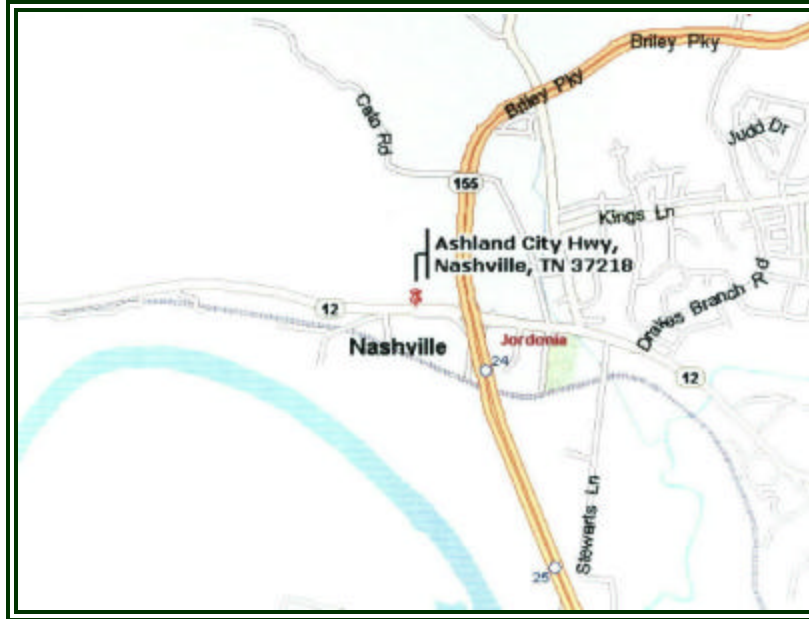 Briley Pky
Briley Pky
Cato Rd
Judd Dr
155
Kings Ln
Ashland City Hwy,
Nashville, TN 37218
Drakes Branch Rd
12
Jordonia
Nashville
24
12
Stewarts Ln
25